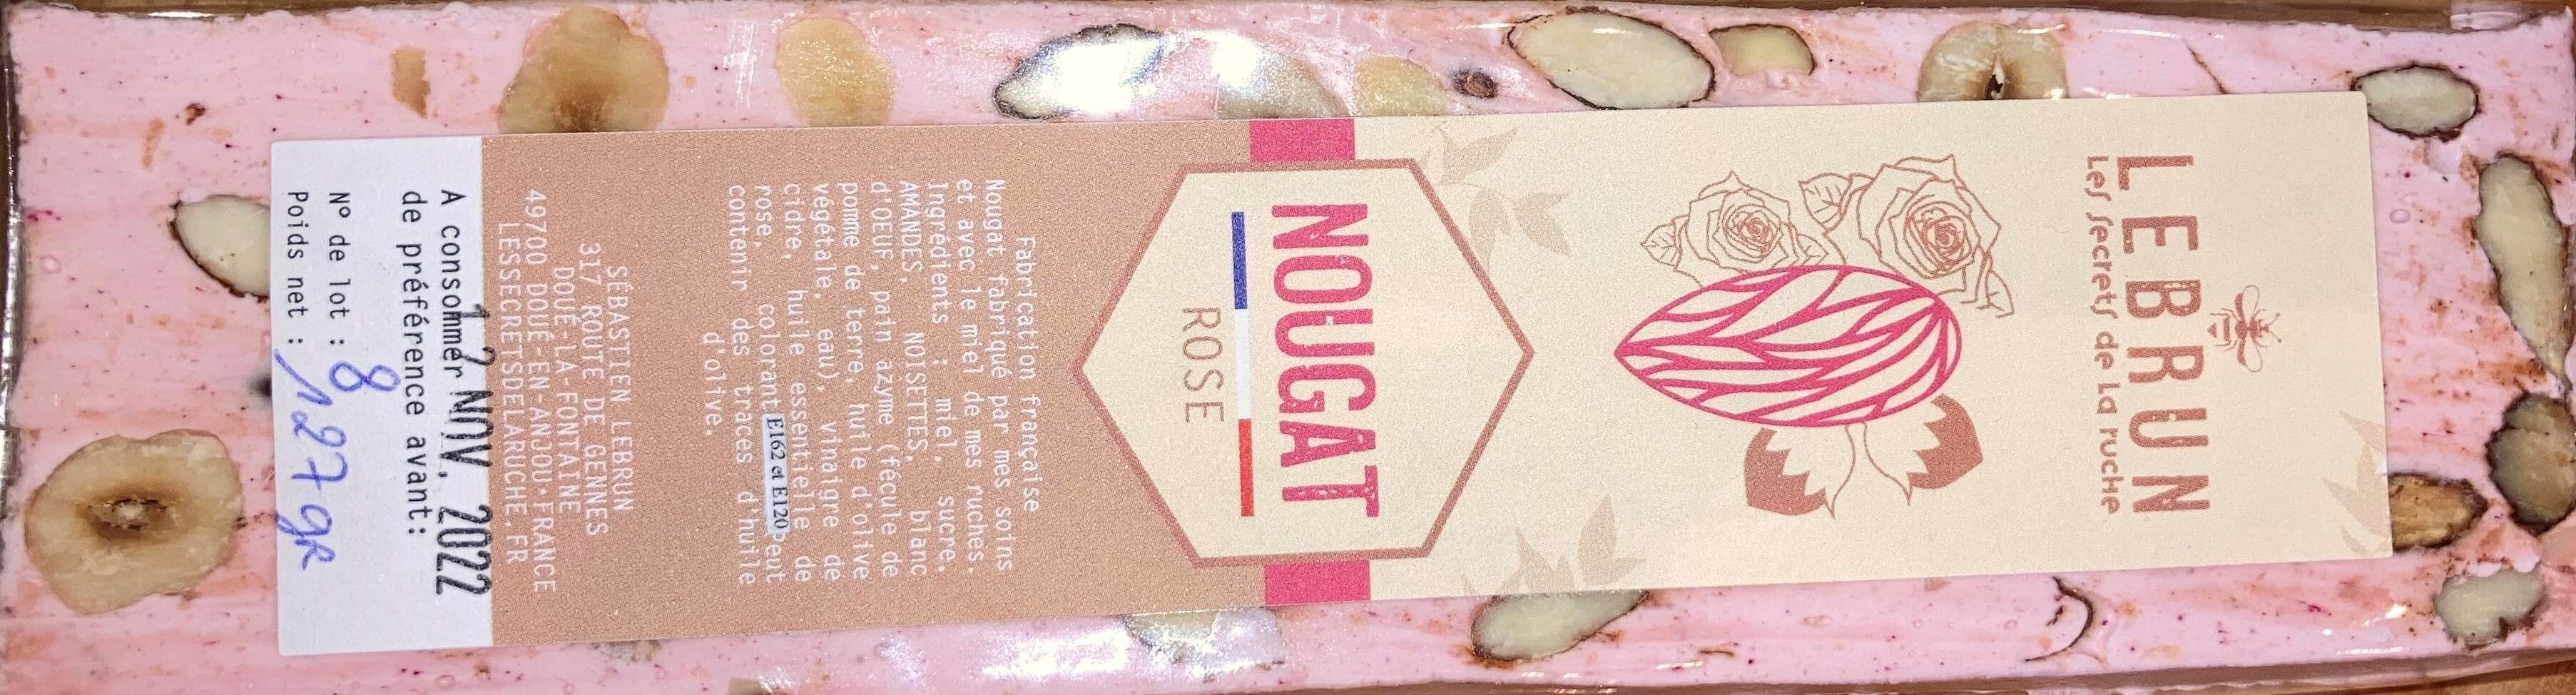 LEBRUN
Les secrets de la ruche
NOUGAT
ROSE
Fabrication française
Nougat fabriqué par mes soins
et avec le miel de mes ruches.
Ingrédients : miel, sucre,
AMANDES, NOISETTES, blanc
d'OEUF, pain azyme (fécule de
pomme de terre, huile d'olive
végétale, eau), vinaigre de
cidre, huile essentielle de
rose, colorant E162 et E120 Peut
contenir des traces d'huile
d'olive.
SÉBASTIEN LEBRUN
317 ROUTE DE GENNES
DOUÉ-LA-FONTAINE
49700 DOUÉ-EN-ANJOU•FRANCE
LESSECRETSDELARUCHE.FR
NOV. 2022
A consommer
de préférence avant:
N° de lot : 8
Poids net : 127 gr